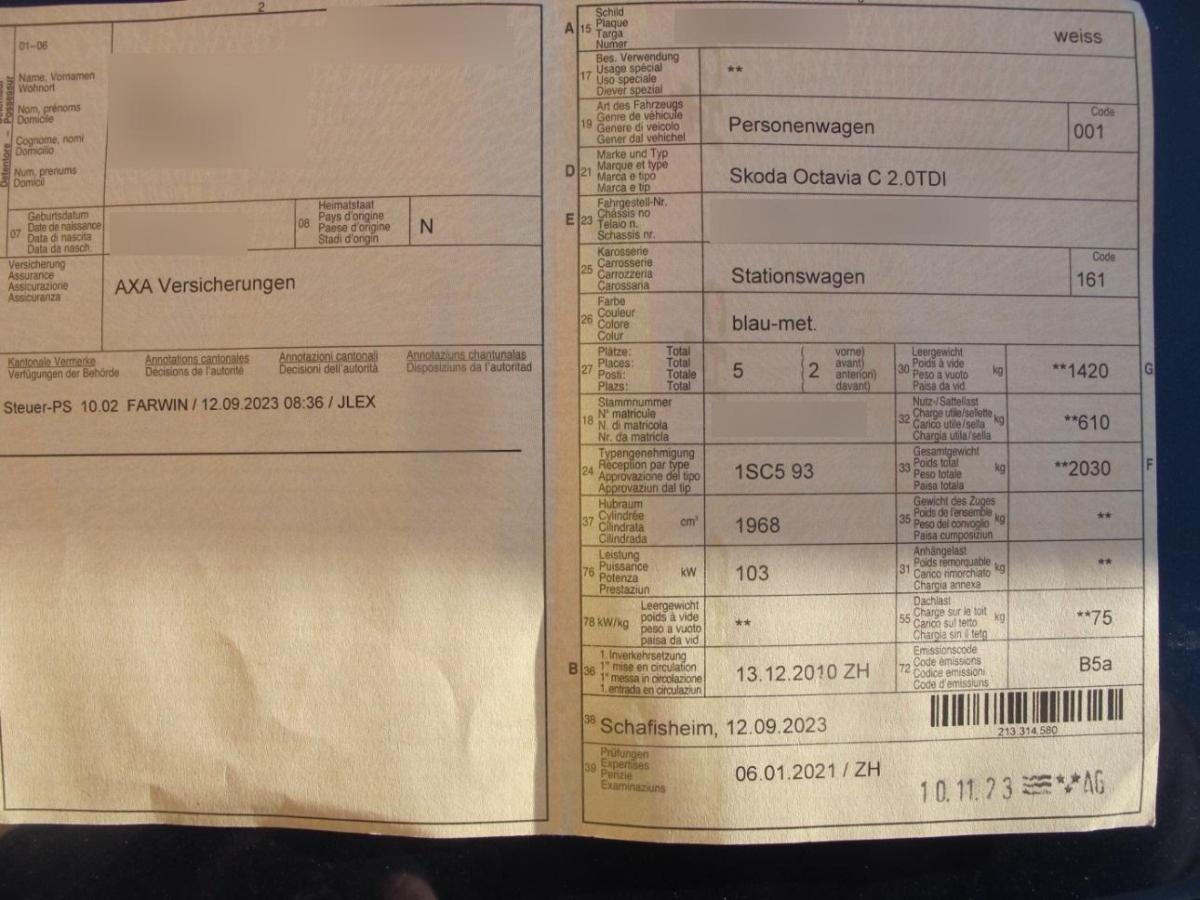 2
01-06
Name, Vornamen
Wohnort
Nom, prénoms
Domicile
Cognome, nomi
Domicilio
Num, prenums
Domicil
07
Geburtsdatum
Date de naissance
Data di nascita
Data da nasch.
08
Heimatstaat
Pays d'origine
Paese d'origine
Stadi d'origin
N
Versicherung
Assurance
Assicurazione
Assicuranza
AXA Versicherungen
Kantonale Vermerke
Verfügungen der Behörde
Annotations cantonales
Décisions de l'autorité
Annotazioni cantonali
Decisioni dell'autorità
Annotaziuns chantunalas
Disposiziuns da l'autoritad
Steuer-PS 10.02 FARWIN / 12.09.2023 08:36 / JLEX
A 15
Schild
Plaque
Targa
Numer
weiss
17
Bes. Verwendung
Usage spécial
Uso speciale
Diever spezial
**
19
Art des Fahrzeugs
Genre de véhicule
Genere di veicolo
Gener dal vehichel
Personenwagen
Code
001
D 21
Marke und Typ
Marque et type
Marca e tipo
Marca e tip
Skoda Octavia C 2.0TDI
E 23
Fahrgestell-Nr.
Châssis no
Telaio n.
Schassis nr.
25
Karosserie
Carrosserie
Carrozzeria
Carossaria
Stationswagen
Code
161
26
Farbe
Couleur
Colore
Colur
blau-met.
27
Plätze: Total
Places: Total
Posti: Totale
Plazs: Total
5
( 2 vorne)
( avant)
( anteriori)
( davant)
30
Leergewicht
Poids à vide
Peso a vuoto
Paisa da vid
kg
**1420
G
18
Stammnummer
N° matricule
N. di matricola
Nr. da matricla
32
Nutz-/Sattellast
Charge utile/sellette
Carico utile/sella
Chargia utila/sella
kg
**610
24
Typengenehmigung
Réception par type
Approvazione del tipo
Approvaziun dal tip
1SC5 93
33
Gesamtgewicht
Poids total
Peso totale
Paisa totala
kg
**2030
F
37
Hubraum
Cylindrée
Cilindrata
Cilindrada
cm³
1968
35
Gewicht des Zuges
Poids de l'ensemble
Peso del convoglio
Paisa cumposiziun
kg
**
76
Leistung
Puissance
Potenza
Prestaziun
kW
103
31
Anhängelast
Poids remorquable
Carico rimorchiato
Chargia annexa
kg
**
78 kW/kg
Leergewicht
poids à vide
peso a vuoto
paisa da vid
**
55
Dachlast
Charge sur le toit
Carico sul tetto
Chargia sin il tetg
kg
**75
B 36
1. Inverkehrsetzung
1re mise en circulation
1a messa in circolazione
1. entrada en circulaziun
13.12.2010 ZH
72
Emissionscode
Code émissions
Codice emissioni
Code d'emissiuns
B5a
38 Schafisheim, 12.09.2023
213 314 580
39
Prüfungen
Expertises
Perizie
Examinaziuns
06.01.2021 / ZH
10.11.23 AG